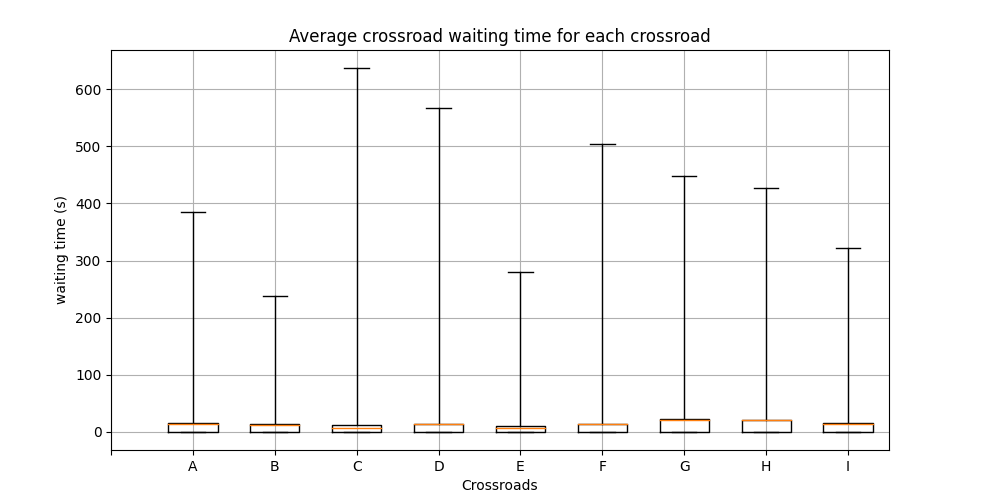 Average crossroad waiting time for each crossroad
waiting time (s)
600
500
400
300
200
100
0
A B C D E F G H I
Crossroads